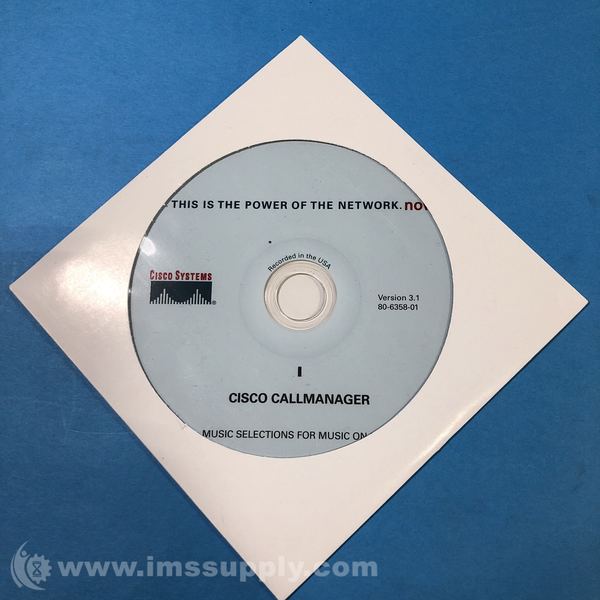 THIS IS THE POWER OF THE NETWORK. now
Recorded in the USA
CISCO SYSTEMS
®
Version 3.1
80-6358-01
I
CISCO CALLMANAGER
MUSIC SELECTIONS FOR MUSIC ON
www.imssupply.com